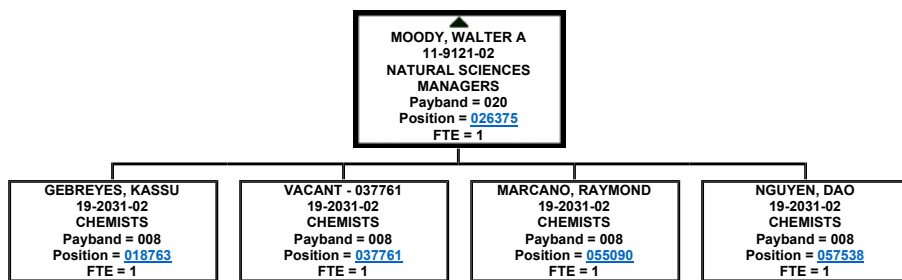 MOODY, WALTER A
11-9121-02
NATURAL SCIENCES
MANAGERS
Payband = 020
Position = 026375
FTE = 1
GEBREYES, KASSU
19-2031-02
CHEMISTS
Payband = 008
Position = 018763
FTE = 1
VACANT - 037761
19-2031-02
CHEMISTS
Payband = 008
Position = 037761
FTE = 1
MARCANO, RAYMOND
19-2031-02
CHEMISTS
Payband = 008
Position = 055090
FTE = 1
NGUYEN, DAO
19-2031-02
CHEMISTS
Payband = 008
Position = 057538
FTE = 1